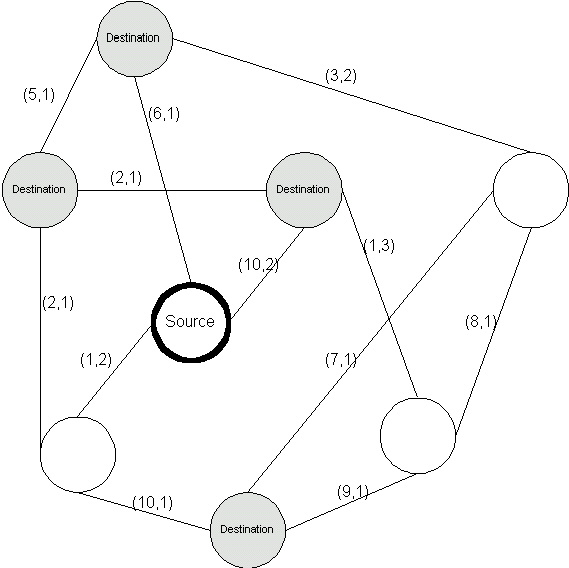 Destination
(3,2)
(5,1)
(6,1)
(2,1)
Destination
Destination
(1,3)
(10,2)
(2,1)
Source
(8,1)
(1,2)
(7,1)
(9,1)
(10,1)
Destination